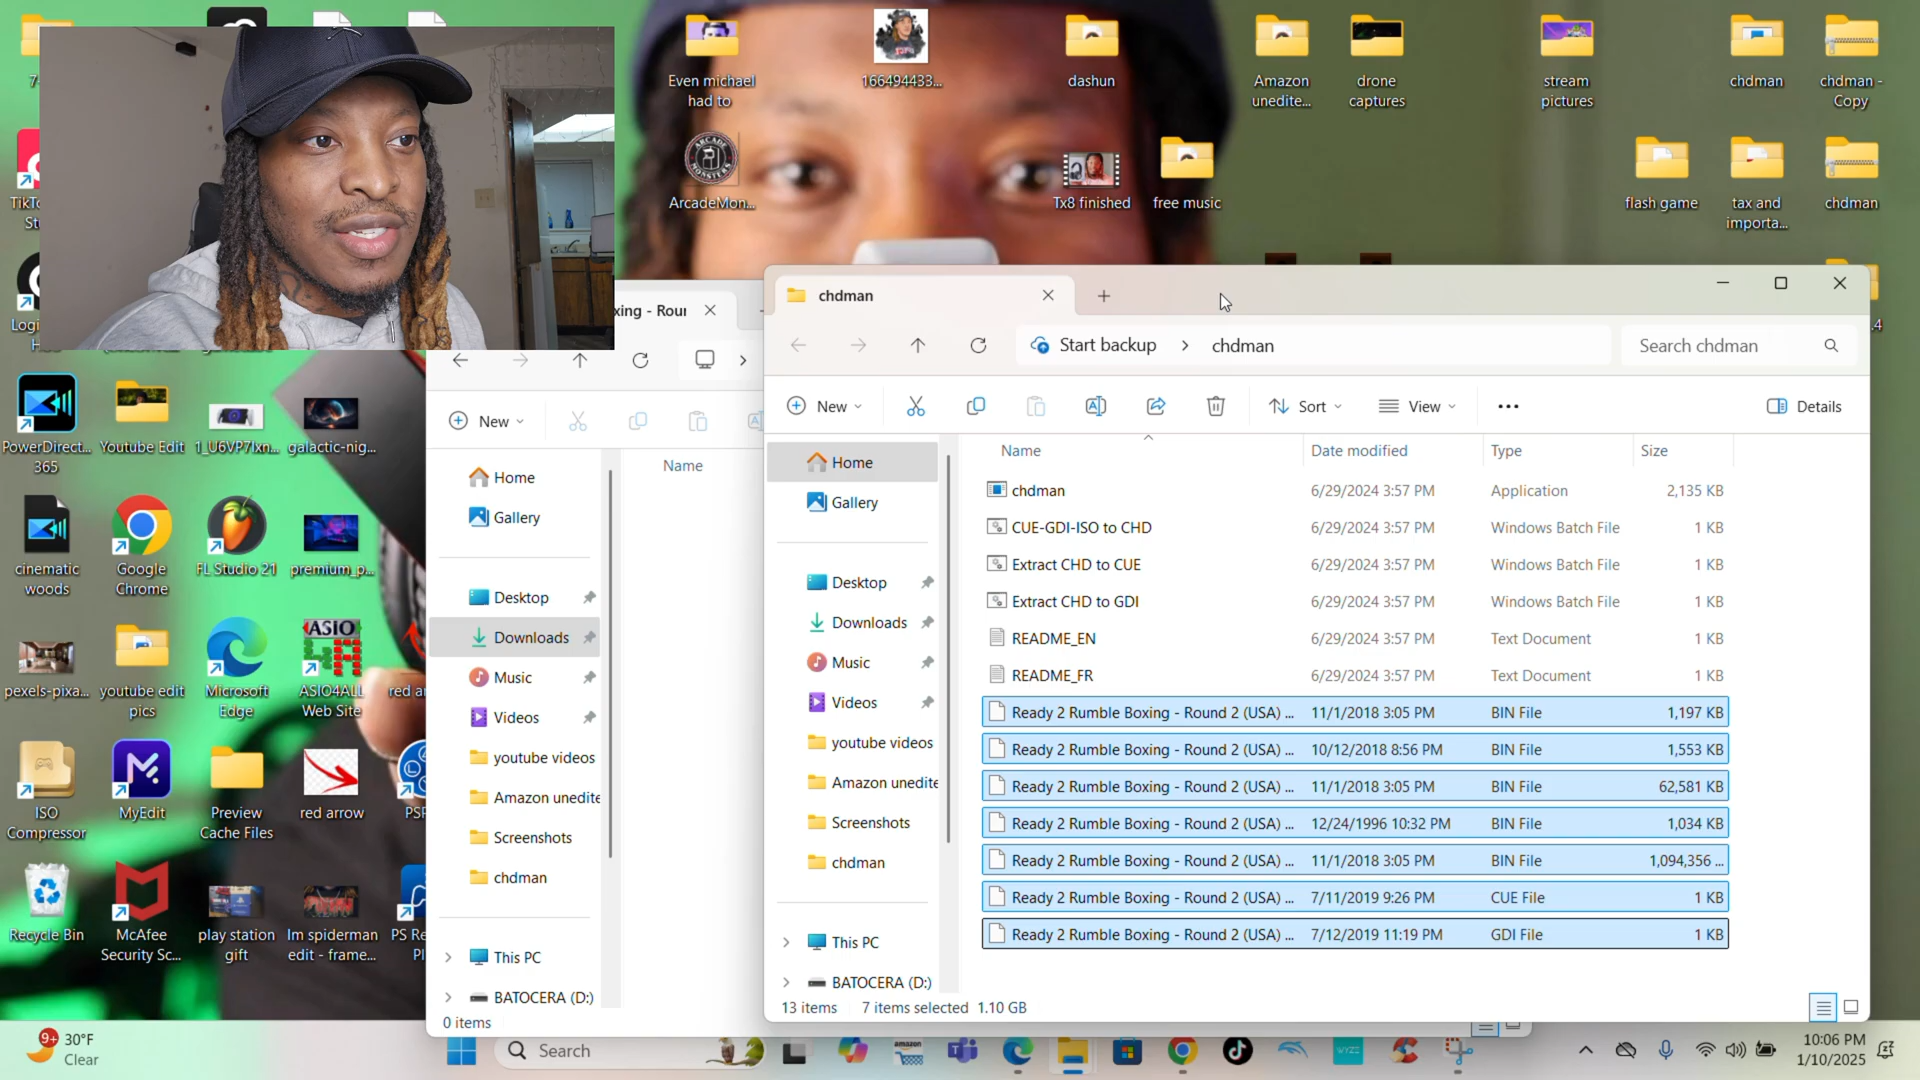 Even michael
had to
166494433...
dashun
Amazon
unedite...
drone
captures
stream
pictures
chdman
chdman -
Copy
ARCADE
MONSTERS
ArcadeMon...
Tx8 finished
free music
flash game
tax and
importa...
chdman
TikTo
St
Logi
H
xing - Rour
chdman
Start backup
chdman
Search chdman
New
New
Sort
View
Details
PowerDirect...
365
Youtube Edit
1_U6VP7Ixn...
galactic-nig...
Name
Home
Gallery
Desktop
Downloads
Music
Videos
youtube videos
Amazon unedite
Screenshots
chdman
This PC
BATOCERA (D:)
0 items
Home
Gallery
Desktop
Downloads
Music
Videos
youtube videos
Amazon unedite
Screenshots
chdman
This PC
BATOCERA (D:)
Name
Date modified
Type
Size
chdman 6/29/2024 3:57 PM Application 2,135 KB
CUE-GDI-ISO to CHD 6/29/2024 3:57 PM Windows Batch File 1 KB
Extract CHD to CUE 6/29/2024 3:57 PM Windows Batch File 1 KB
Extract CHD to GDI 6/29/2024 3:57 PM Windows Batch File 1 KB
README_EN 6/29/2024 3:57 PM Text Document 1 KB
README_FR 6/29/2024 3:57 PM Text Document 1 KB
Ready 2 Rumble Boxing - Round 2 (USA) ... 11/1/2018 3:05 PM BIN File 1,197 KB
Ready 2 Rumble Boxing - Round 2 (USA) ... 10/12/2018 8:56 PM BIN File 1,553 KB
Ready 2 Rumble Boxing - Round 2 (USA) ... 11/1/2018 3:05 PM BIN File 62,581 KB
Ready 2 Rumble Boxing - Round 2 (USA) ... 12/24/1996 10:32 PM BIN File 1,034 KB
Ready 2 Rumble Boxing - Round 2 (USA) ... 11/1/2018 3:05 PM BIN File 1,094,356 ...
Ready 2 Rumble Boxing - Round 2 (USA) ... 7/11/2019 9:26 PM CUE File 1 KB
Ready 2 Rumble Boxing - Round 2 (USA) ... 7/12/2019 11:19 PM GDI File 1 KB
13 items 7 items selected 1.10 GB
cinematic
woods
Google
Chrome
FL Studio 21
premium_p...
pexels-pixa...
youtube edit
pics
Microsoft
Edge
ASIO
4ALL
ASIO4ALL
Web Site
red ar
ISO
Compressor
MyEdit
Preview
Cache Files
red arrow
PSF
Recycle Bin
McAfee
Security Sc...
play station
gift
Im spiderman
edit - frame...
PS Re
Pl
9+
30°F
Clear
Search
amazon
WYZE
10:06 PM
1/10/2025